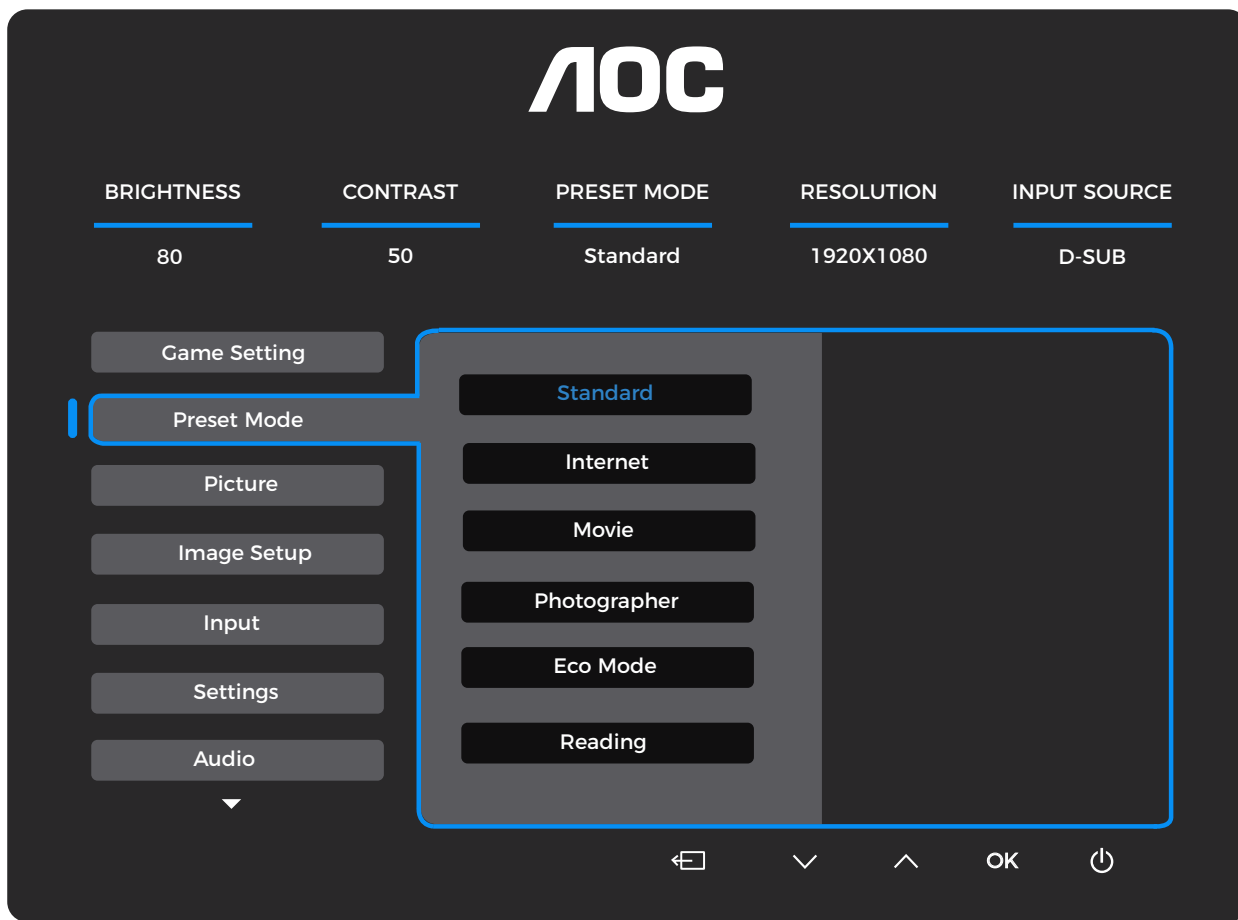 AOC
BRIGHTNESS CONTRAST PRESET MODE RESOLUTION INPUT SOURCE
80 50 Standard 1920X1080 D-SUB
Game Setting
Preset Mode
Picture
Image Setup
Input
Settings
Audio
Standard
Internet
Movie
Photographer
Eco Mode
Reading
OK